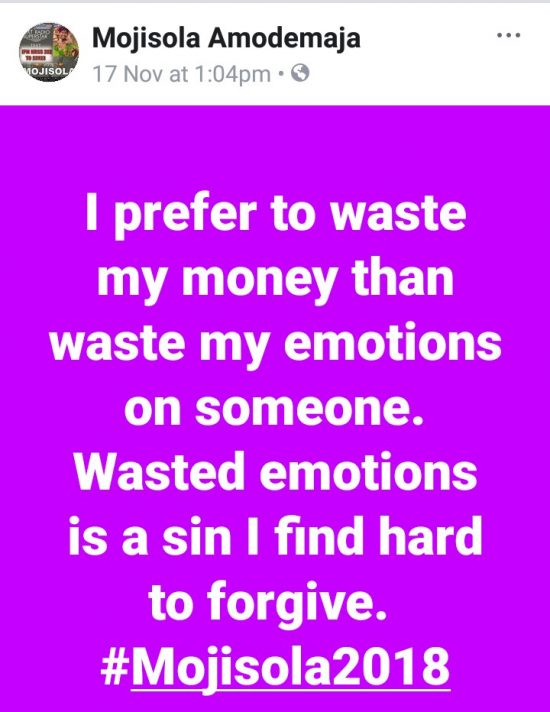 Mojisola Amodemaja
17 Nov at 1:04pm •
MOJISOLA
I prefer to waste
my money than
waste my emotions
on someone.
Wasted emotions
is a sin I find hard
to forgive.
#Mojisola2018